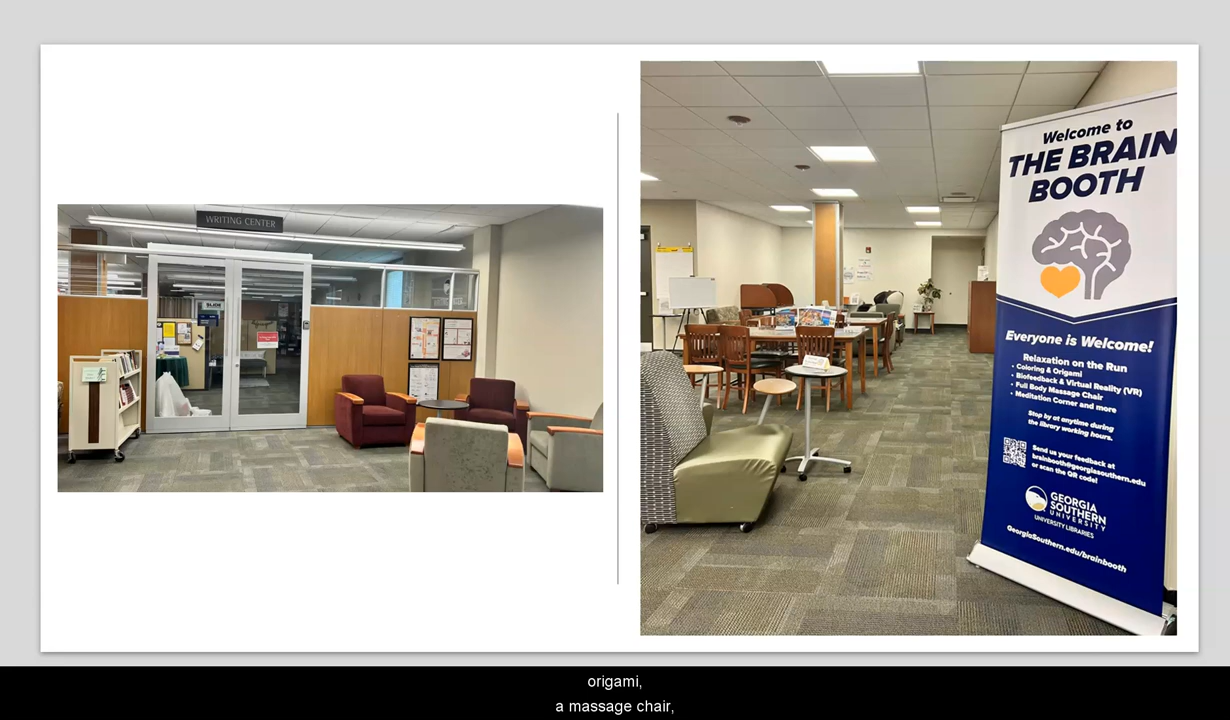 WRITING CENTER
Welcome to
THE BRAIN
BOOTH
Everyone is Welcome!
Relaxation on the Run
• Coloring & Origami
• Biofeedback & Virtual Reality (VR)
• Full Body Massage Chair
• Meditation Corner and more
Stop by at anytime during
the library working hours.
Send us your feedback at
brainbooth@georgiasouthern.edu
or scan the QR code!
GEORGIA
SOUTHERN
UNIVERSITY
UNIVERSITY LIBRARIES
GeorgiaSouthern.edu/brainbooth
origami,
a massage chair,